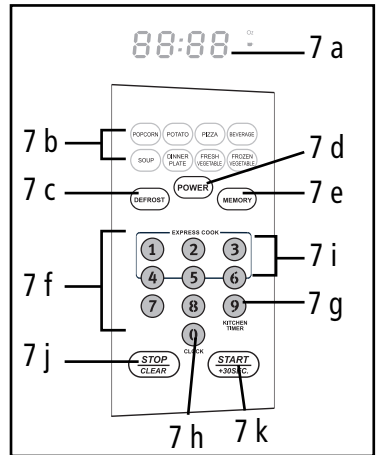 88:88 Oz
7 a
POPCORN POTATO PIZZA BEVERAGE
7 b
SOUP DINNER PLATE FRESH VEGETABLE FROZEN VEGETABLE
7 d
POWER
7 c
DEFROST MEMORY
7 e
EXPRESS COOK
1 2 3
7 i
4 5 6
7 f
7 8 9
7 g
KITCHEN TIMER
0
CLOCK
7 j
STOP CLEAR
START +30SEC.
7 h
7 k